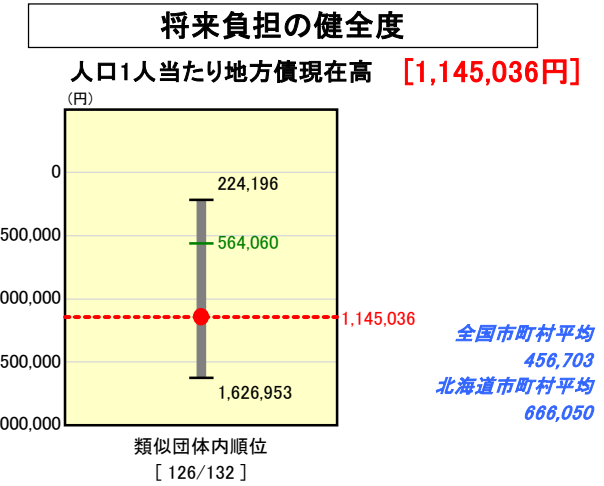 将来負担の健全度
人口1人当たり地方債現在高 [1,145,036円]
(円)
0
224,196
500,000
564,060
000,000
1,145,036
500,000
1,626,953
000,000
全国市町村平均
456,703
北海道市町村平均
666,050
類似団体内順位
[ 126/132 ]